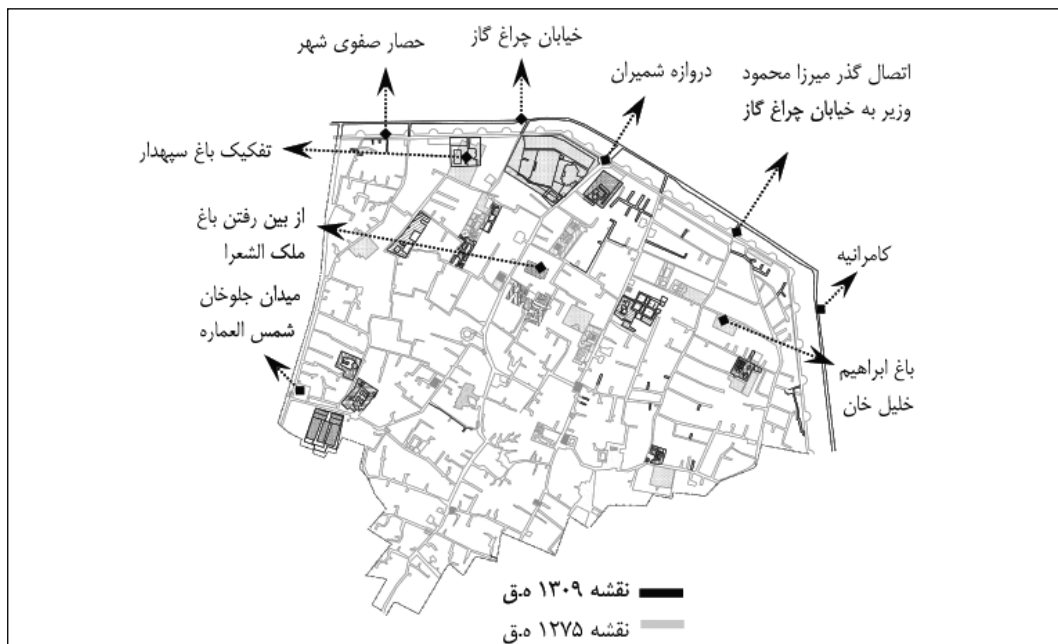 خیابان چراغ گاز
حصار صفوی شهر
دروازه شمیران
اتصال گذر میرزا محمود
وزیر به خیابان چراغ گاز
تفکیک باغ سپهدار
از بین رفتن باغ
ملک الشعرا
کامرانیه
میدان جلوخان
شمس العماره
باغ ابراهیم
خلیل خان
نقشه ۱۳۰۹ ه.ق
نقشه ۱۲۷۵ ه.ق